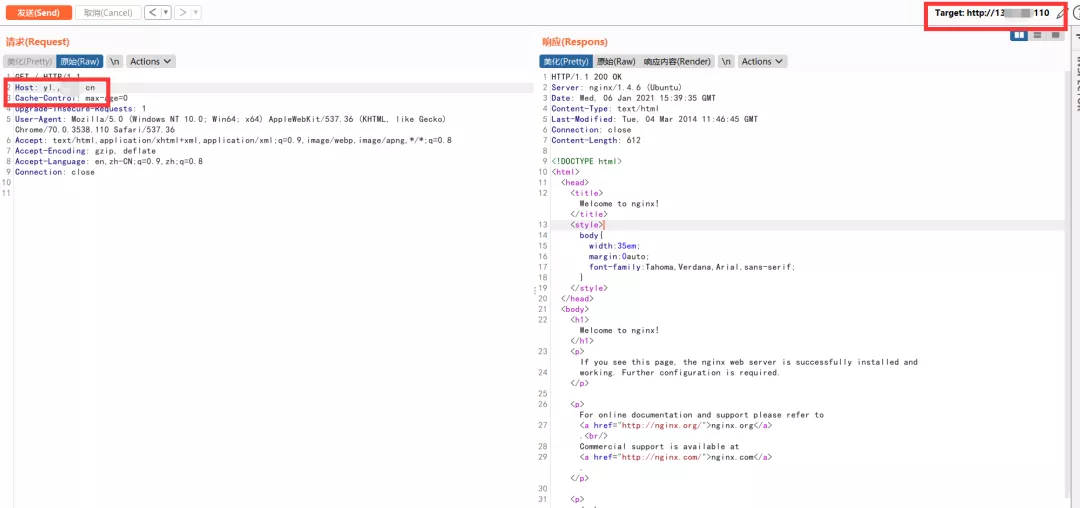 发送(Send) 取消(Cancel) < > Target: http://13 110
请求(Request)
美化(Pretty) 原始(Raw) \n Actions
1 GET / HTTP/1.1
2 Host: yl., cn
3 Cache-Control: max-age=0
4 Upgrade-Insecure-Requests: 1
5 User-Agent: Mozilla/5.0 (Windows NT 10.0; Win64; x64) AppleWebKit/537.36 (KHTML, like Gecko)
Chrome/70.0.3538.110 Safari/537.36
6 Accept: text/html,application/xhtml+xml,application/xml;q=0.9,image/webp,image/apng,*/*;q=0.8
7 Accept-Encoding: gzip, deflate
8 Accept-Language: en,zh-CN;q=0.9,zh;q=0.8
9 Connection: close
10
11
响应(Respons)
美化(Pretty) 原始(Raw) 响应内容(Render) \n Actions
1 HTTP/1.1 200 OK
2 Server: nginx/1.4.6 (Ubuntu)
3 Date: Wed, 06 Jan 2021 15:39:35 GMT
4 Content-Type: text/html
5 Last-Modified: Tue, 04 Mar 2014 11:46:45 GMT
6 Connection: close
7 Content-Length: 612
8
9 <!DOCTYPE html>
10 <html>
11 <head>
12 <title>
Welcome to nginx!
</title>
13 <style>
14 body{
15 width:35em;
16 margin:0auto;
17 font-family:Tahoma,Verdana,Arial,sans-serif;
18 }
19 </style>
20 </head>
21 <body>
22 <h1>
Welcome to nginx!
</h1>
23 <p>
If you see this page, the nginx web server is successfully installed and
24 working. Further configuration is required.
</p>
25
26 <p>
For online documentation and support please refer to
27 <a href="http://nginx.org/">nginx.org</a>
.<br/>
28 Commercial support is available at
29 <a href="http://nginx.com/">nginx.com</a>
.
</p>
30
31 <p>